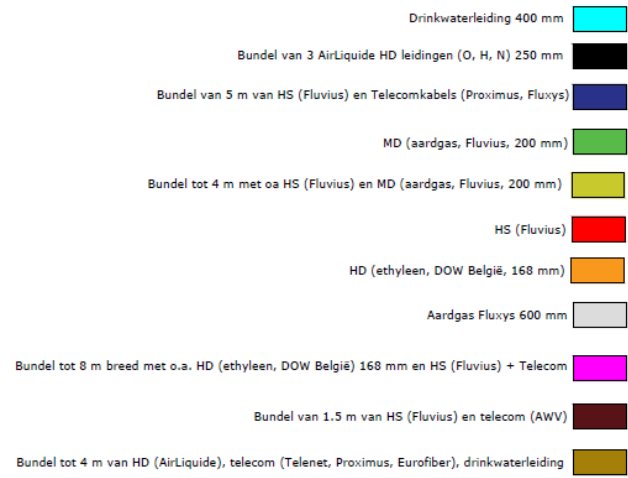 Drinkwaterleiding 400 mm
Bundel van 3 AirLiquide HD leidingen (O, H, N) 250 mm
Bundel van 5 m van HS (Fluvius) en Telecomkabels (Proximus, Fluxys)
MD (aardgas, Fluvius, 200 mm)
Bundel tot 4 m met oa HS (Fluvius) en MD (aardgas, Fluvius, 200 mm)
HS (Fluvius)
HD (ethyleen, DOW België, 168 mm)
Aardgas Fluxys 600 mm
Bundel tot 8 m breed met o.a. HD (ethyleen, DOW België) 168 mm en HS (Fluvius) + Telecom
Bundel van 1.5 m van HS (Fluvius) en telecom (AWV)
Bundel tot 4 m van HD (AirLiquide), telecom (Telenet, Proximus, Eurofiber), drinkwaterleiding